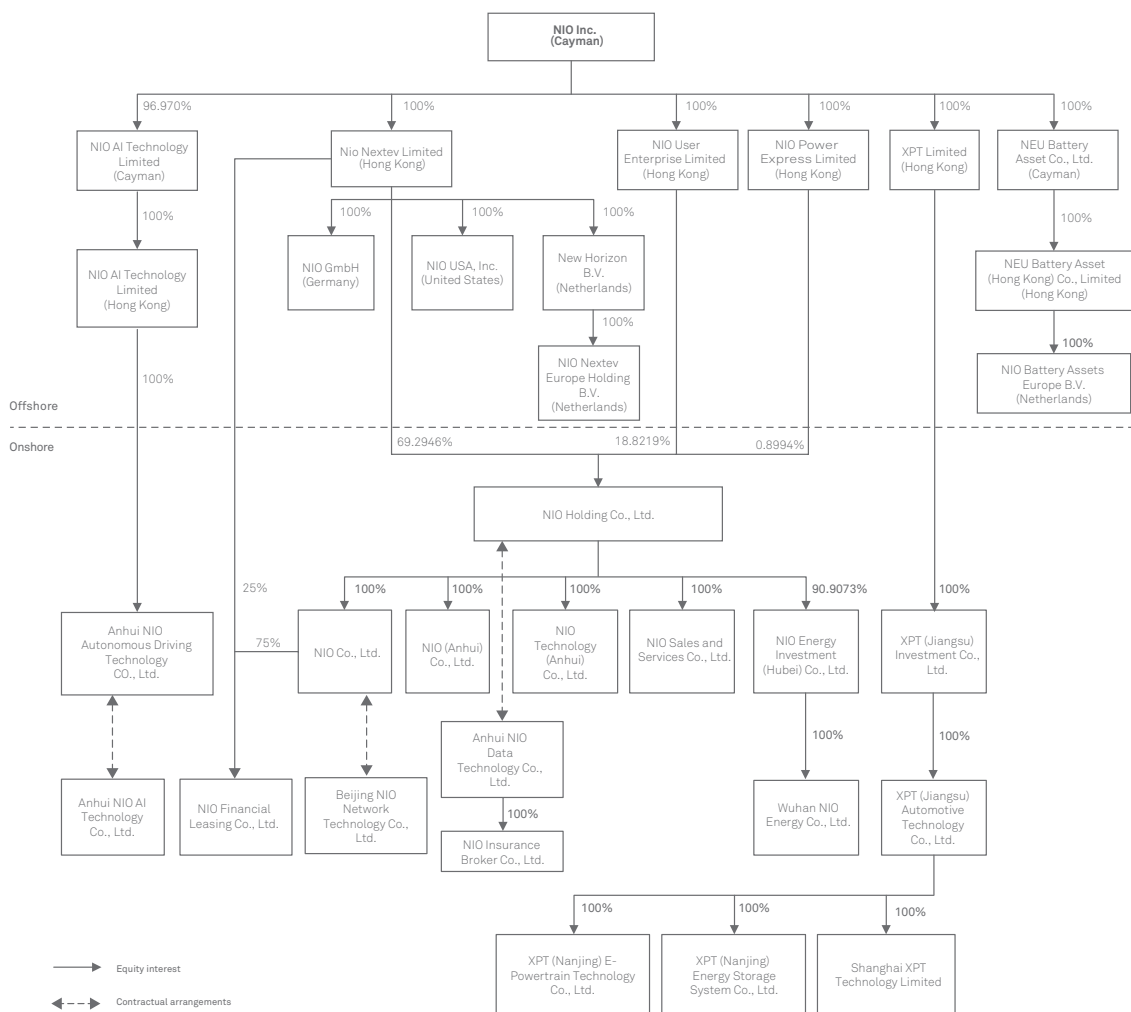 NIO Inc.
(Cayman)
96.970%
100%
100%
100%
100%
100%
NIO AI Technology
Limited
(Cayman)
Nio Nextev Limited
(Hong Kong)
NIO User
Enterprise Limited
(Hong Kong)
NIO Power
Express Limited
(Hong Kong)
XPT Limited
(Hong Kong)
NEU Battery
Asset Co., Ltd.
(Cayman)
100%
100%
100%
100%
100%
NIO AI Technology
Limited
(Hong Kong)
NIO GmbH
(Germany)
NIO USA, Inc.
(United States)
New Horizon
B.V.
(Netherlands)
NEU Battery Asset
(Hong Kong) Co., Limited
(Hong Kong)
100%
100%
100%
NIO Nextev
Europe Holding
B.V.
(Netherlands)
NIO Battery Assets
Europe B.V.
(Netherlands)
Offshore
Onshore
69.2946%
18.8219%
0.8994%
NIO Holding Co., Ltd.
25%
100%
100%
100%
100%
90.9073%
100%
75%
Anhui NIO
Autonomous Driving
Technology
CO., Ltd.
NIO Co., Ltd.
NIO (Anhui)
Co., Ltd.
NIO
Technology
(Anhui)
Co., Ltd.
NIO Sales and
Services Co., Ltd.
NIO Energy
Investment
(Hubei) Co., Ltd.
XPT (Jiangsu)
Investment Co.,
Ltd.
Anhui NIO
Data
Technology Co.,
Ltd.
100%
100%
Anhui NIO AI
Technology
Co., Ltd.
NIO Financial
Leasing Co., Ltd.
Beijing NIO
Network
Technology Co.,
Ltd.
100%
NIO Insurance
Broker Co., Ltd.
Wuhan NIO
Energy Co., Ltd.
XPT (Jiangsu)
Automotive
Technology
Co., Ltd.
100%
100%
100%
XPT (Nanjing) E-
Powertrain Technology
Co., Ltd.
XPT (Nanjing)
Energy Storage
System Co., Ltd.
Shanghai XPT
Technology Limited
Equity interest
Contractual arrangements